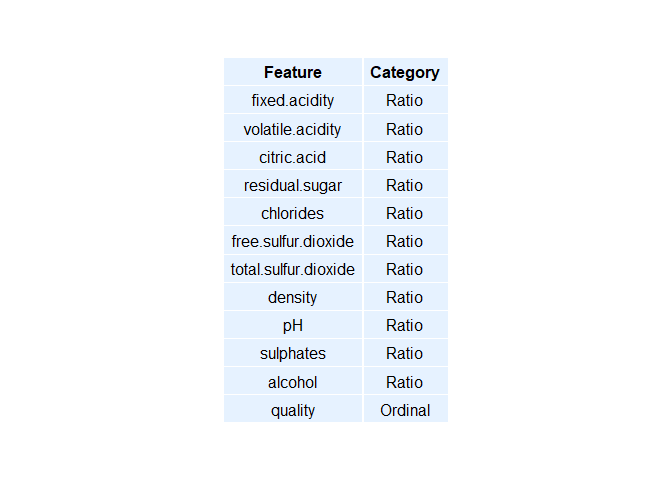 Feature Category
fixed.acidity Ratio
volatile.acidity Ratio
citric.acid Ratio
residual.sugar Ratio
chlorides Ratio
free.sulfur.dioxide Ratio
total.sulfur.dioxide Ratio
density Ratio
pH Ratio
sulphates Ratio
alcohol Ratio
quality Ordinal